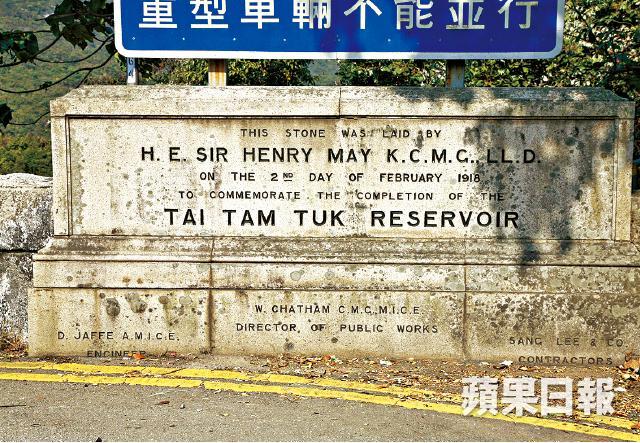 重型車輛不能並行
THIS STONE WAS LAID BY
H. E. SIR HENRY MAY K.C.M.G., LL.D.
ON THE 2ND DAY OF FEBRUARY 1918
TO COMMEMORATE THE COMPLETION OF THE
TAI TAM TUK RESERVOIR
W. CHATHAM C.M.G., M.I.C.E.
DIRECTOR OF PUBLIC WORKS
D. JAFFE A.M.I.C.E.
ENGINEER
SANG LEE & CO.
CONTRACTORS
蘋果日報